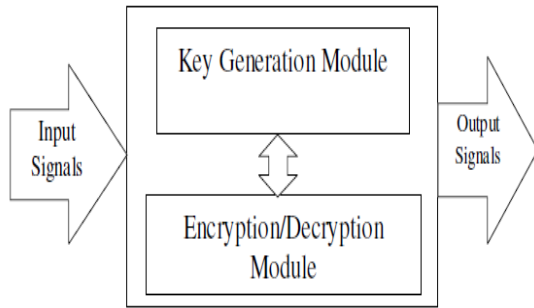 Key Generation Module
Input
Signals
Output
Signals
Encryption/Decryption
Module